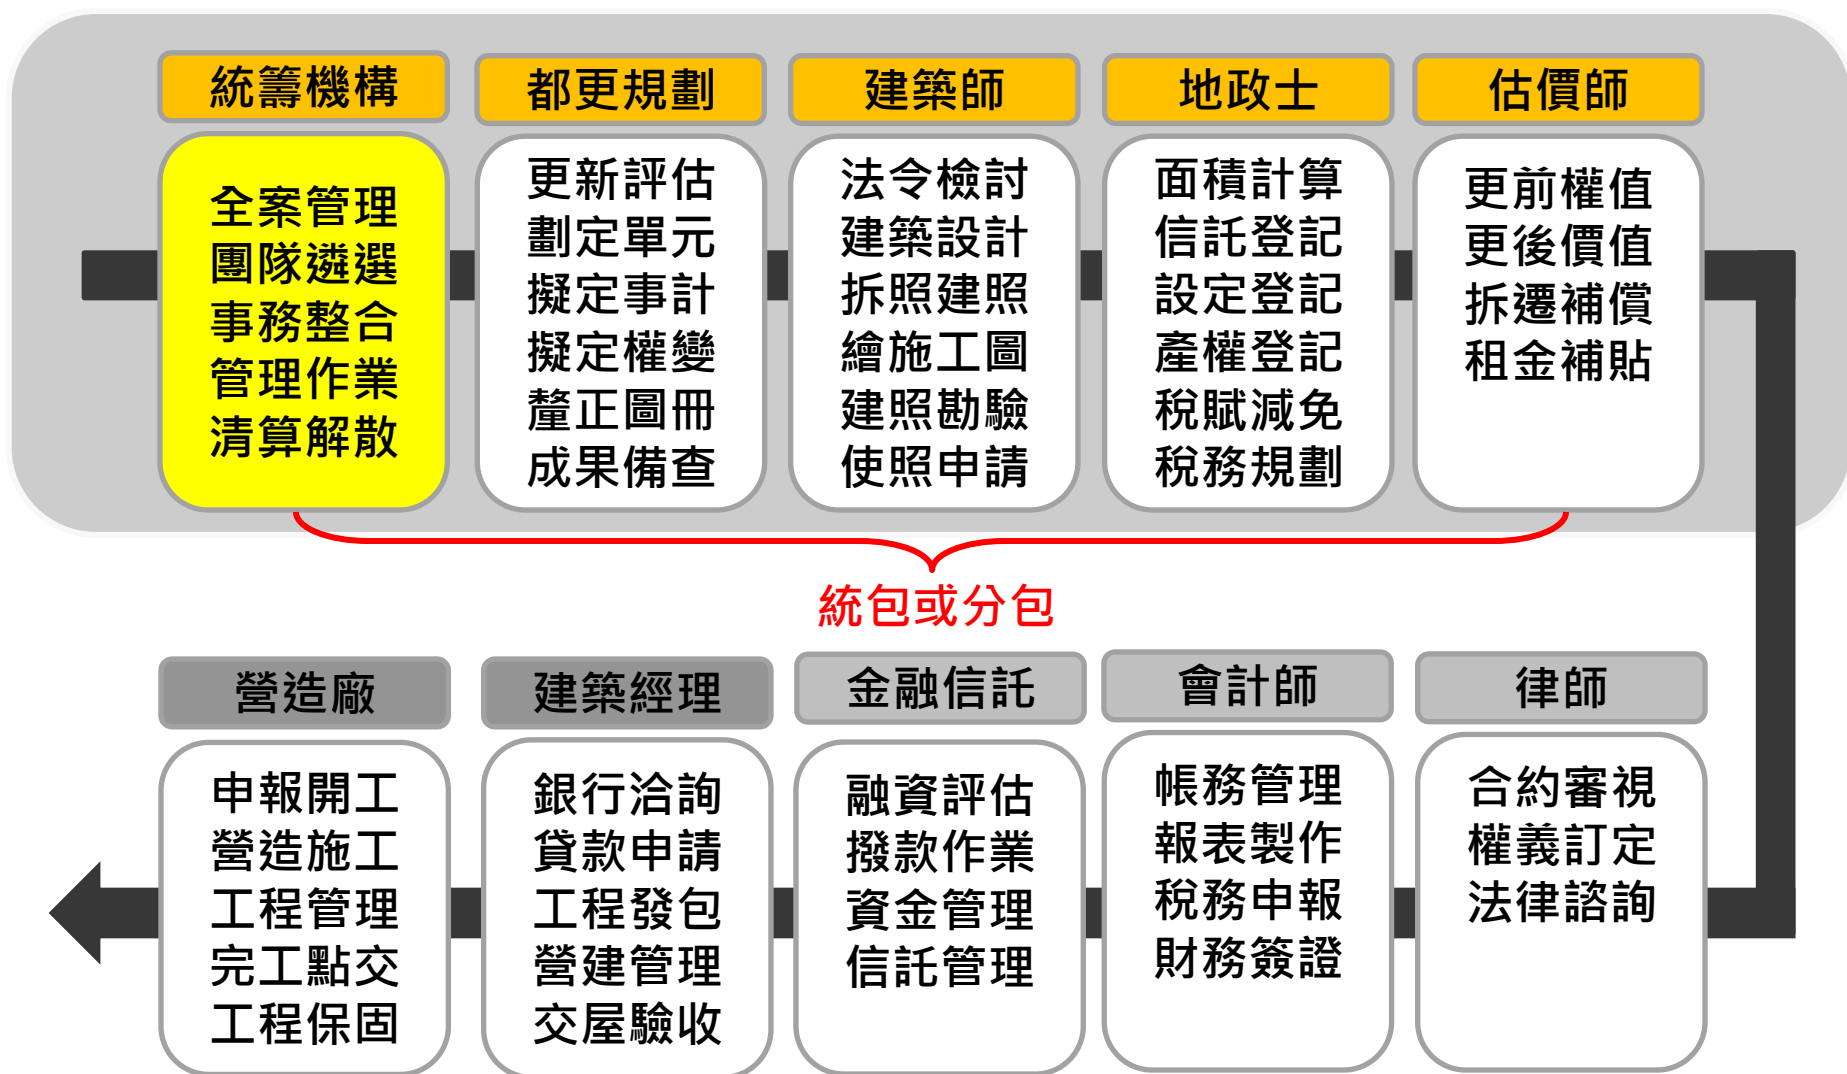 統籌機構
全案管理
團隊遴選
事務整合
管理作業
清算解散
都更規劃
更新評估
劃定單元
擬定事計
擬定權變
釐正圖冊
成果備查
建築師
法令檢討
建築設計
拆照建照
繪施工圖
建照勘驗
使照申請
地政士
面積計算
信託登記
設定登記
產權登記
稅賦減免
稅務規劃
估價師
更前權值
更後價值
拆遷補償
租金補貼
統包或分包
營造廠
申報開工
營造施工
工程管理
完工點交
工程保固
建築經理
銀行洽詢
貸款申請
工程發包
營建管理
交屋驗收
金融信託
融資評估
撥款作業
資金管理
信託管理
會計師
帳務管理
報表製作
稅務申報
財務簽證
律師
合約審視
權義訂定
法律諮詢